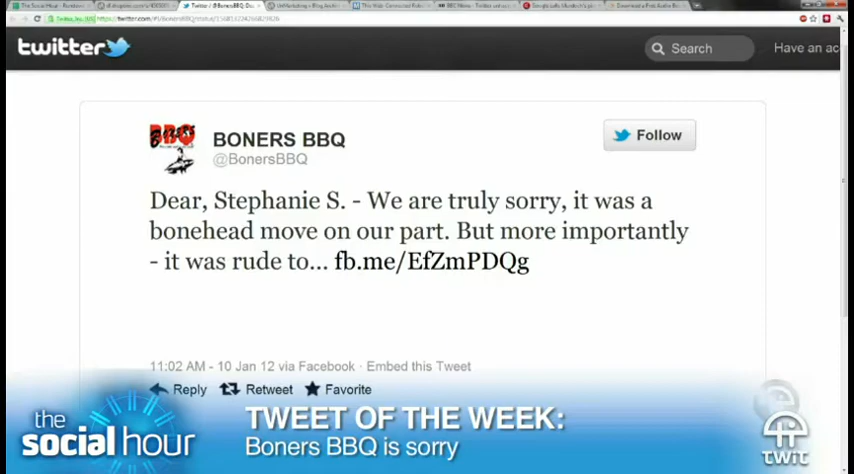 twitter
Search
Have an ac
BONERS BBQ
@BonersBBQ
Follow
Dear, Stephanie S. - We are truly sorry, it was a
bonehead move on our part. But more importantly
- it was rude to... fb.me/EfZmPDQg
11:02 AM - 10 Jan 12 via Facebook · Embed this Tweet
Reply Retweet Favorite
the
social hour
TWEET OF THE WEEK:
Boners BBQ is sorry
TWiT